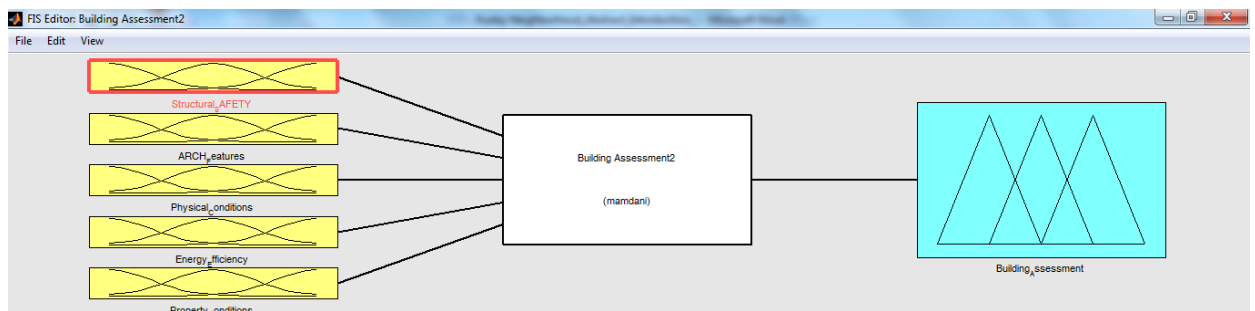 FIS Editor: Building Assessment2
File Edit View
Structural_SAFETY
ARCH_Features
Physical_Conditions
Energy_Efficiency
Building Assessment2
(mamdani)
Building_Assessment